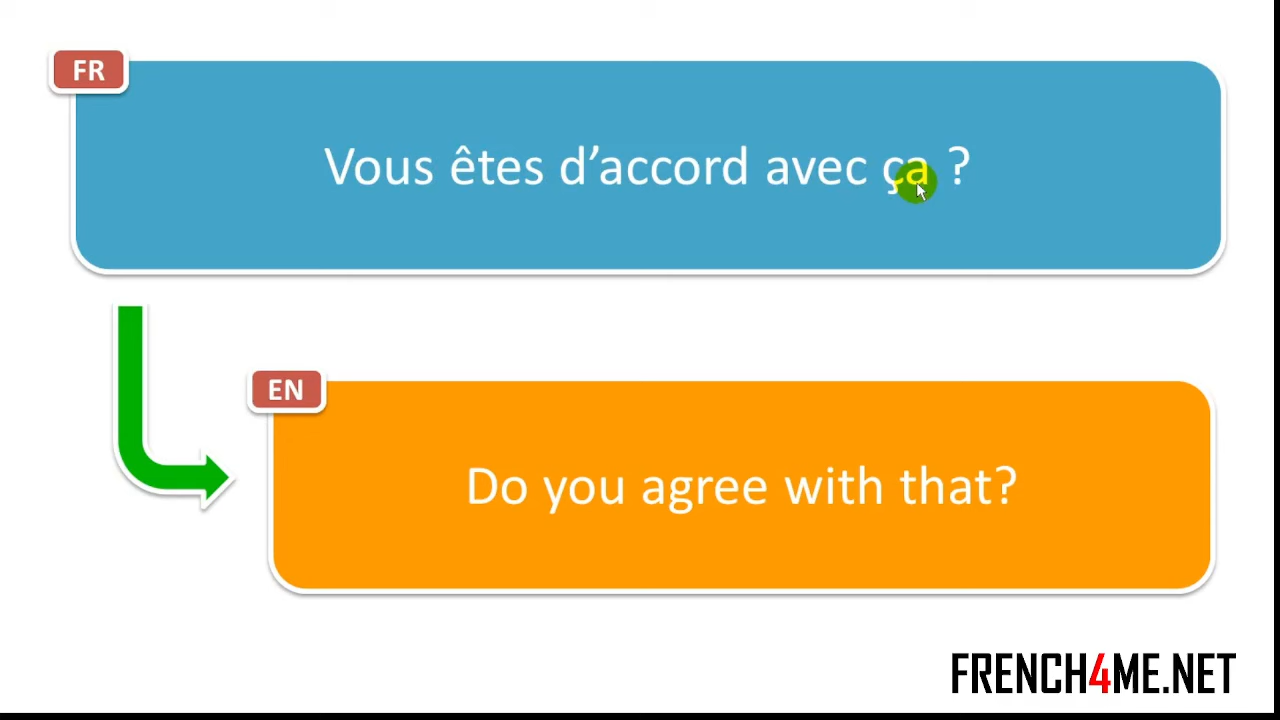 FR
Vous êtes d’accord avec ça ?
EN
Do you agree with that?
FRENCH4ME.NET